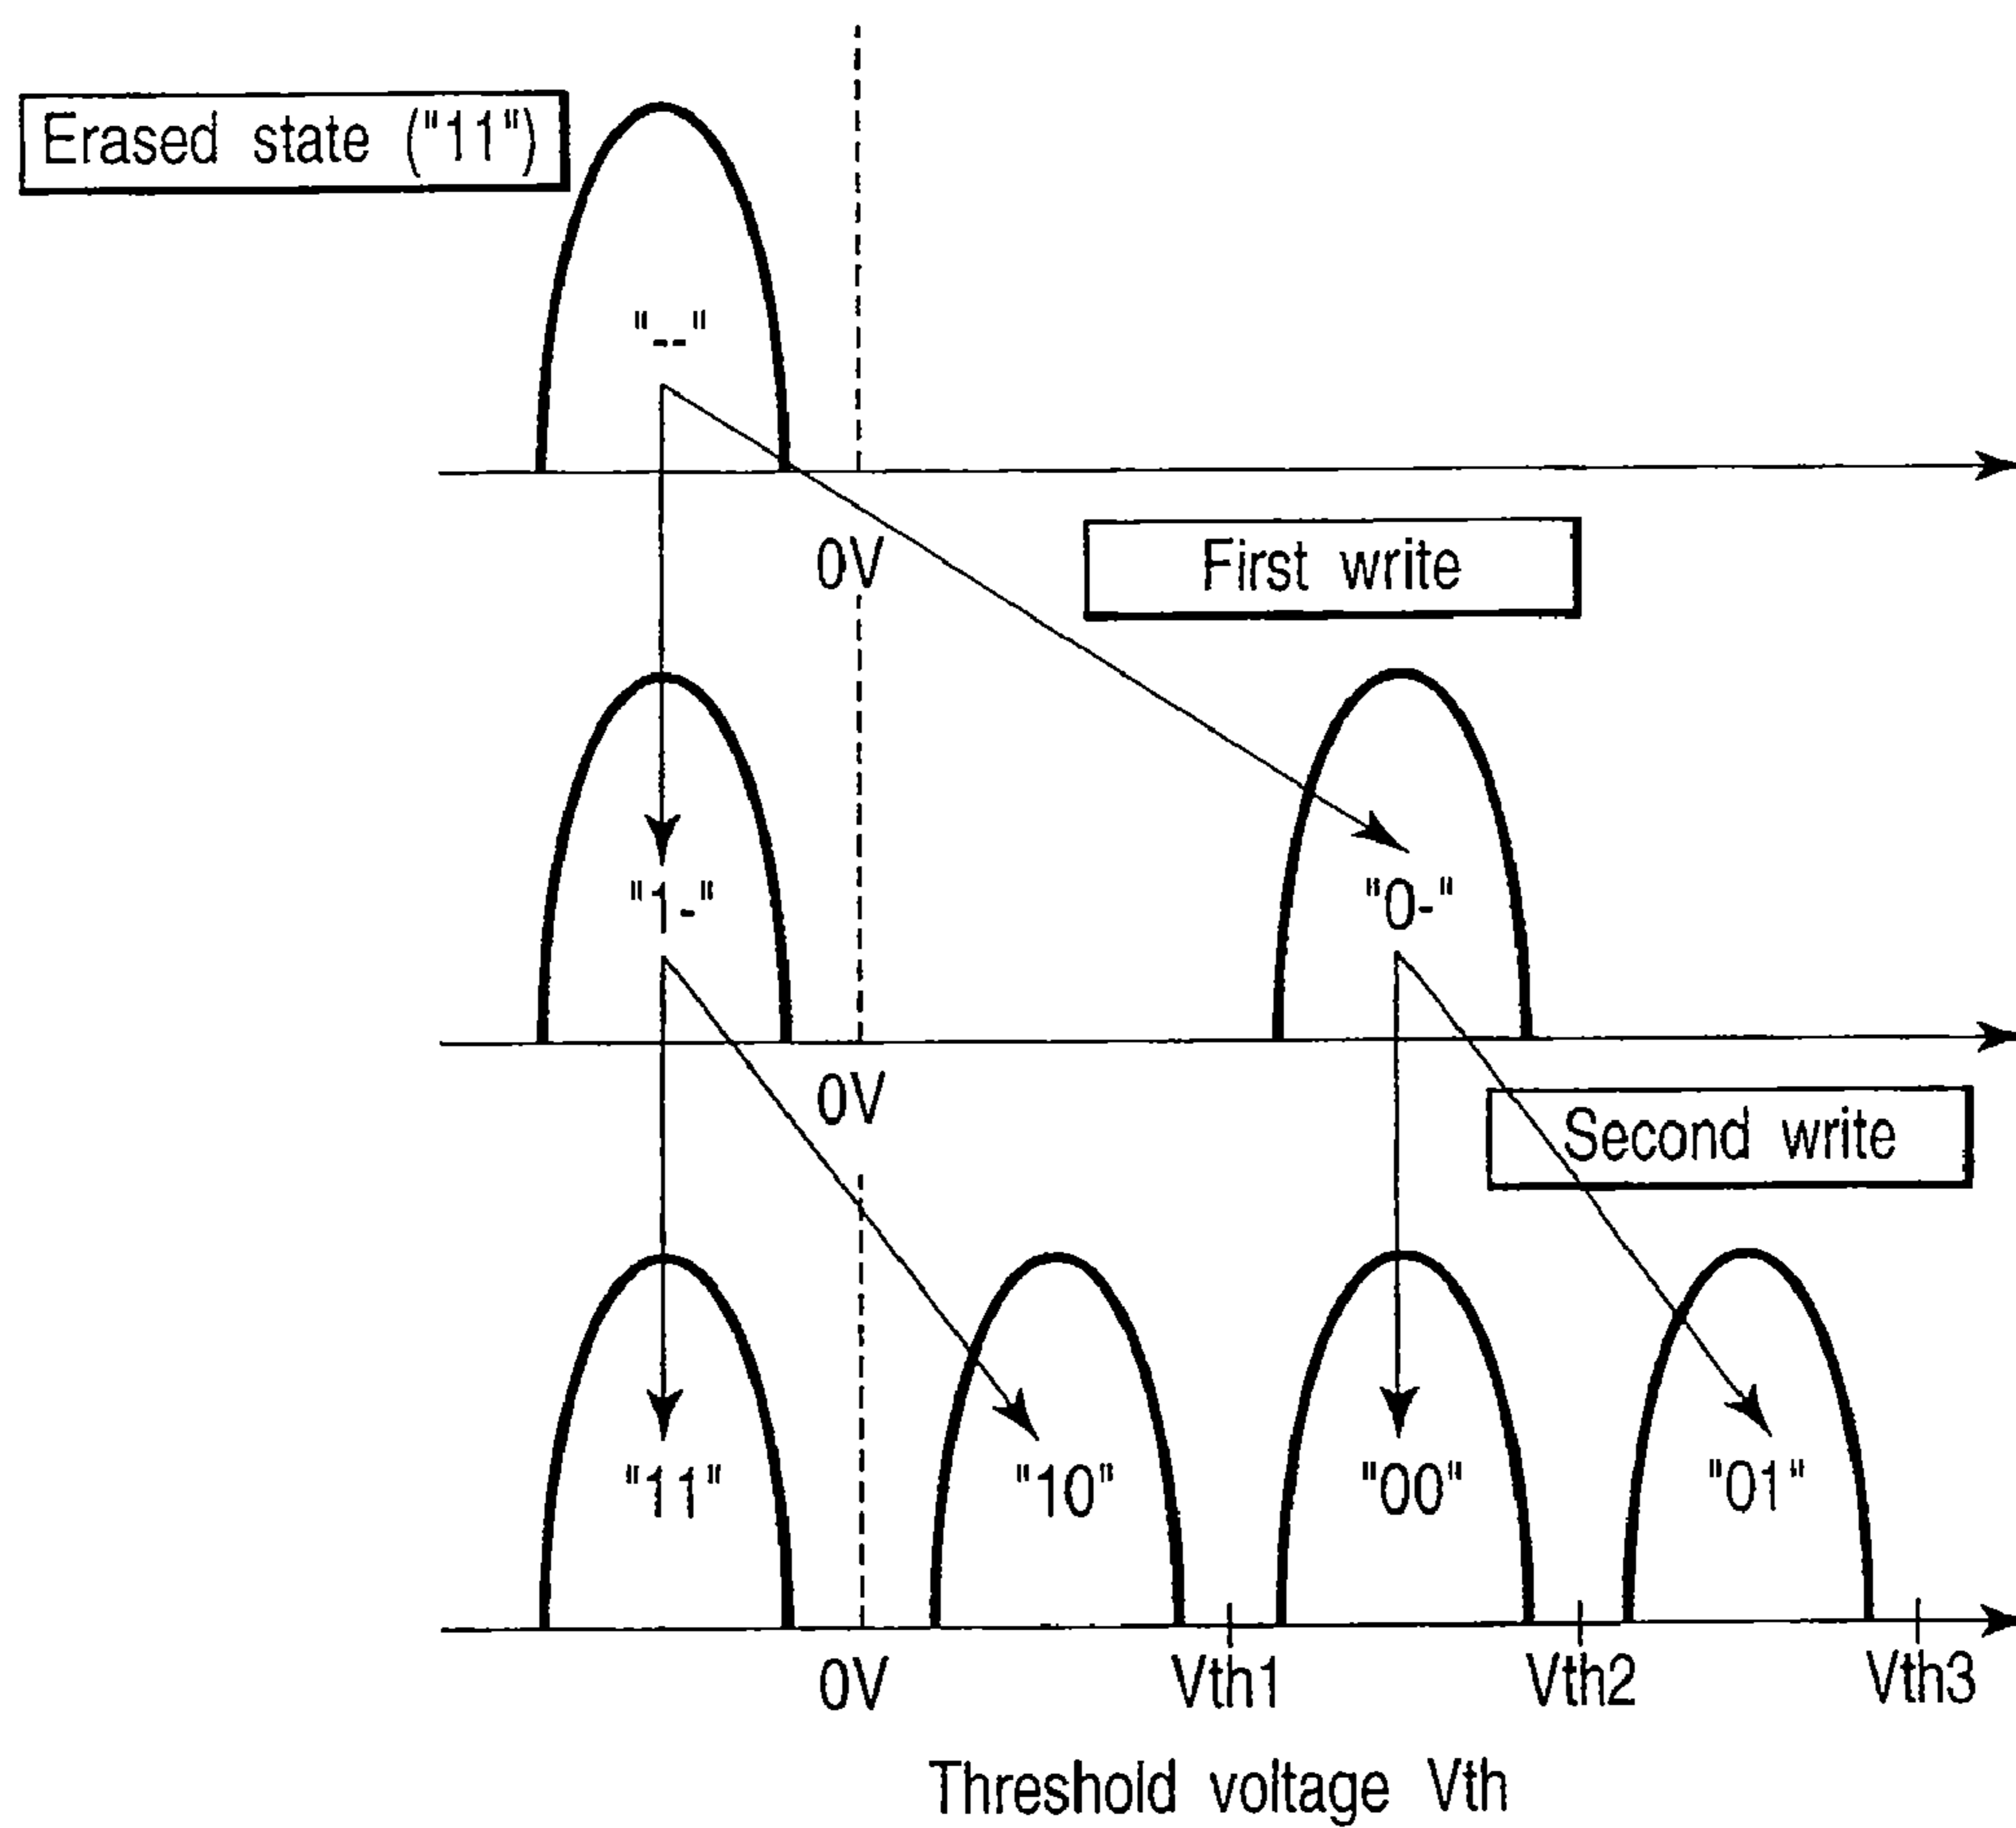 Erased state ("11")
"--"
0V
First write
"1-"
"0-"
0V
Second write
"11"
"10"
"00"
"01"
0V
Vth1
Vth2
Vth3
Threshold voltage Vth